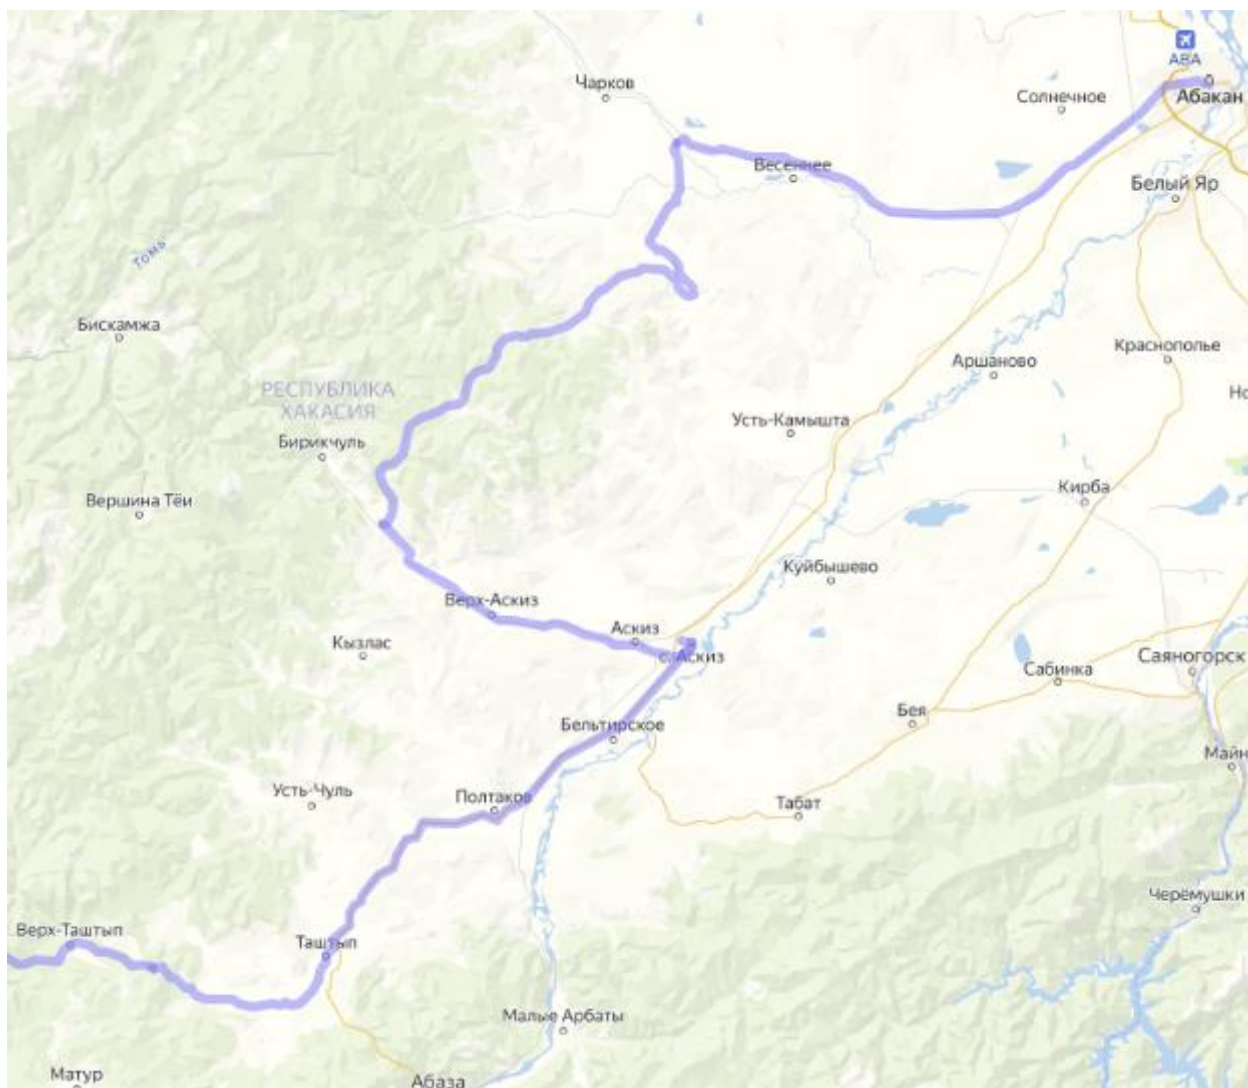 ABA
Абакан
Чарков
Солнечное
Весеннее
Белый Яр
Томь
Бискамжа
Краснополье
Аршаново
РЕСПУБЛИКА
ХАКАСИЯ
Но
Усть-Камышта
Бирикчуль
Вершина Тёи
Кирба
Куйбышево
Верх-Аскиз
Аскиз
Кызлас
с. Аскиз
Саяногорск
Сабинка
Бея
Бельтирское
Майн
Усть-Чуль
Полтаков
Табат
Черёмушки
Верх-Таштып
Таштып
Малые Арбаты
Матур
Абаза